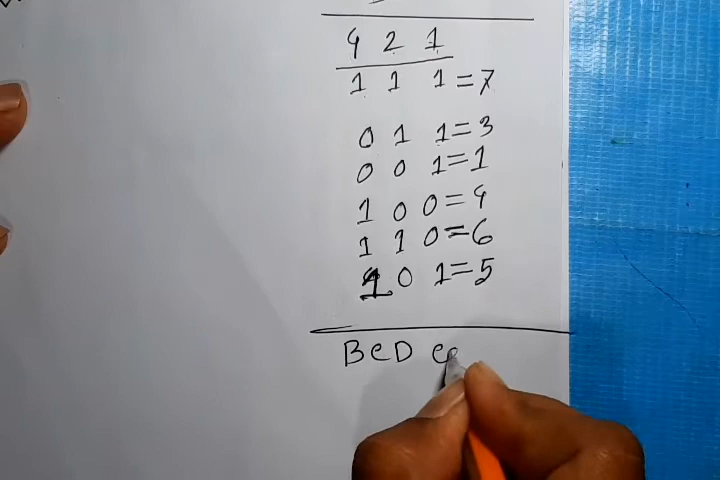 4 2 1
1 1 1 = 7
0 1 1 = 3
0 0 1 = 1
1 0 0 = 4
1 1 0 = 6
1 0 1 = 5
BCD